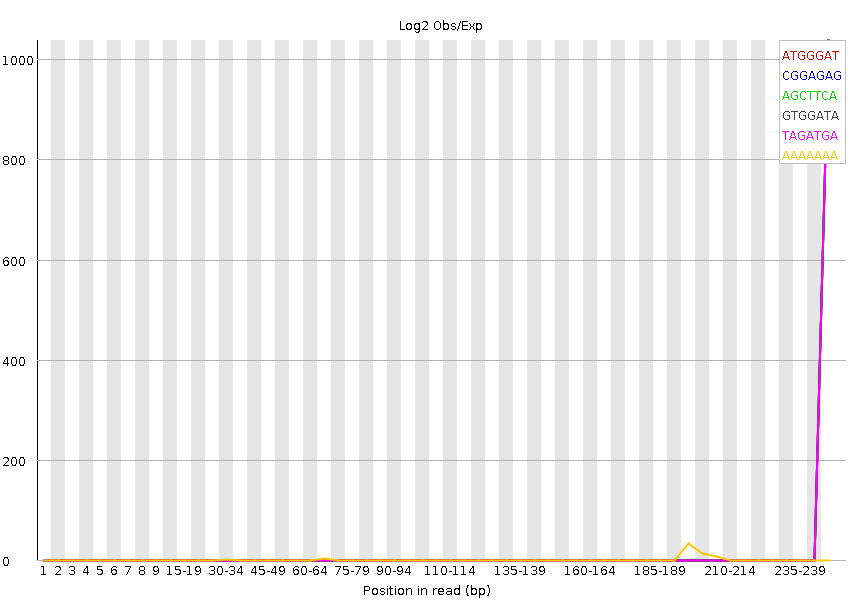 Log2 Obs/Exp
1000
800
600
400
200
0
ATGGGAT
CGGAGAG
AGCTTCA
GTGGATA
TAGATGA
AAAAAAA
1 2 3 4 5 6 7 8 9 15-19 30-34 45-49 60-64 75-79 90-94 110-114 135-139 160-164 185-189 210-214 235-239
Position in read (bp)